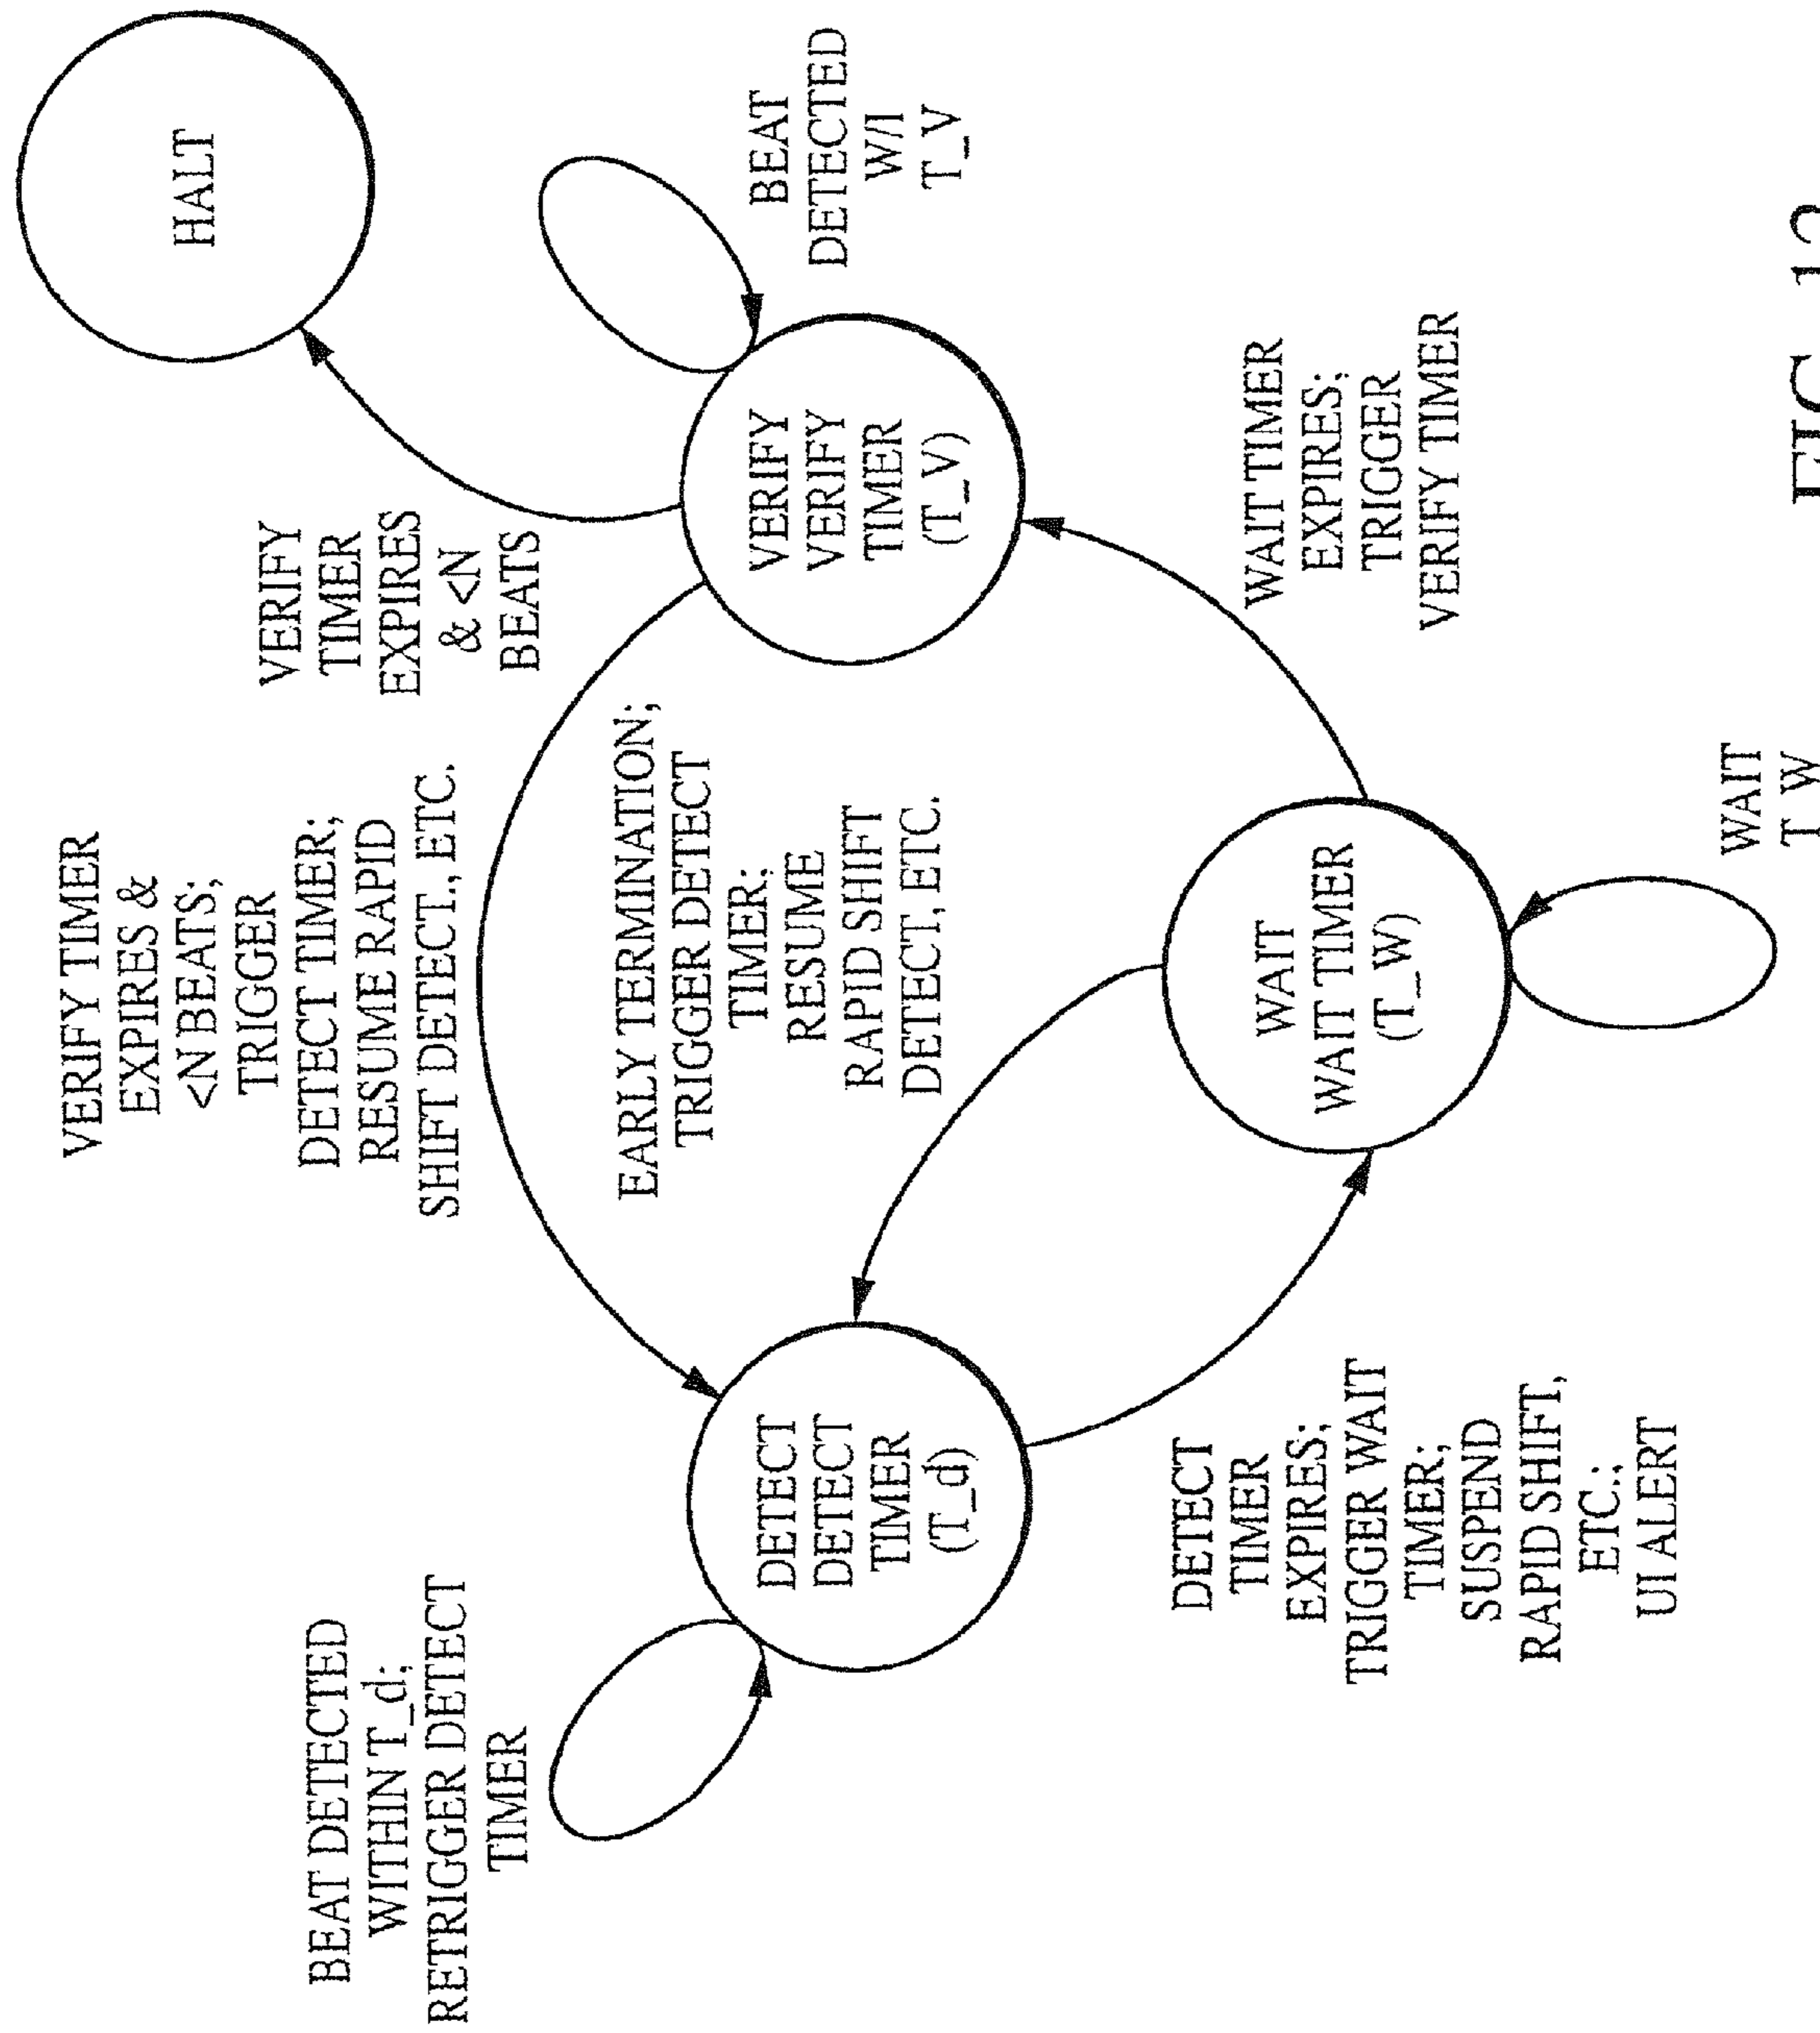 BEAT DETECTED
WITHIN T_d;
RETRIGGER DETECT
TIMER
VERIFY TIMER
EXPIRES &
<N BEATS;
TRIGGER
DETECT TIMER;
RESUME RAPID
SHIFT DETECT., ETC.
VERIFY
TIMER
EXPIRES
& <N
BEATS
HALT
DETECT
DETECT
TIMER
(T_d)
EARLY TERMINATION;
TRIGGER DETECT
TIMER;
RESUME
RAPID SHIFT
DETECT, ETC.
VERIFY
VERIFY
TIMER
(T_V)
BEAT
DETECTED
W/I
T_V
DETECT
TIMER
EXPIRES;
TRIGGER WAIT
TIMER;
SUSPEND
RAPID SHIFT,
ETC.;
UI ALERT
WAIT
WAIT TIMER
(T_W)
WAIT TIMER
EXPIRES;
TRIGGER
VERIFY TIMER
WAIT
T_W
FIG.